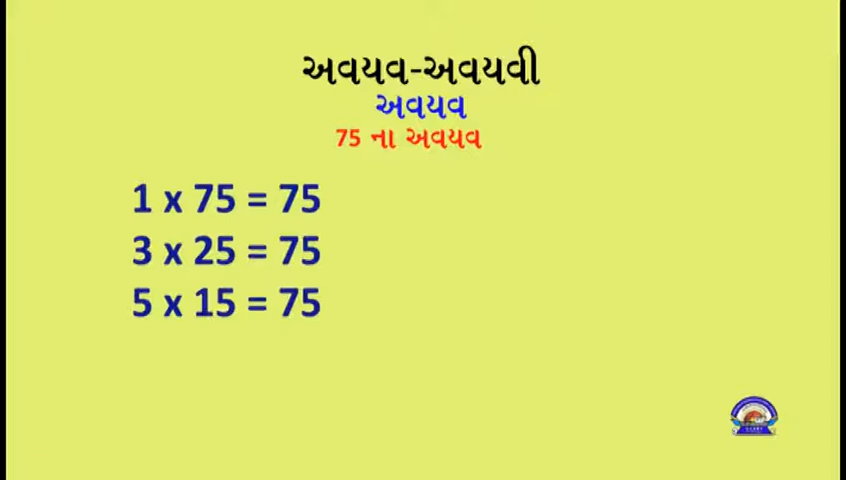 અવયવ-અવયવી
અવયવ
75 ના અવયવ
1 x 75 = 75
3 x 25 = 75
5 x 15 = 75